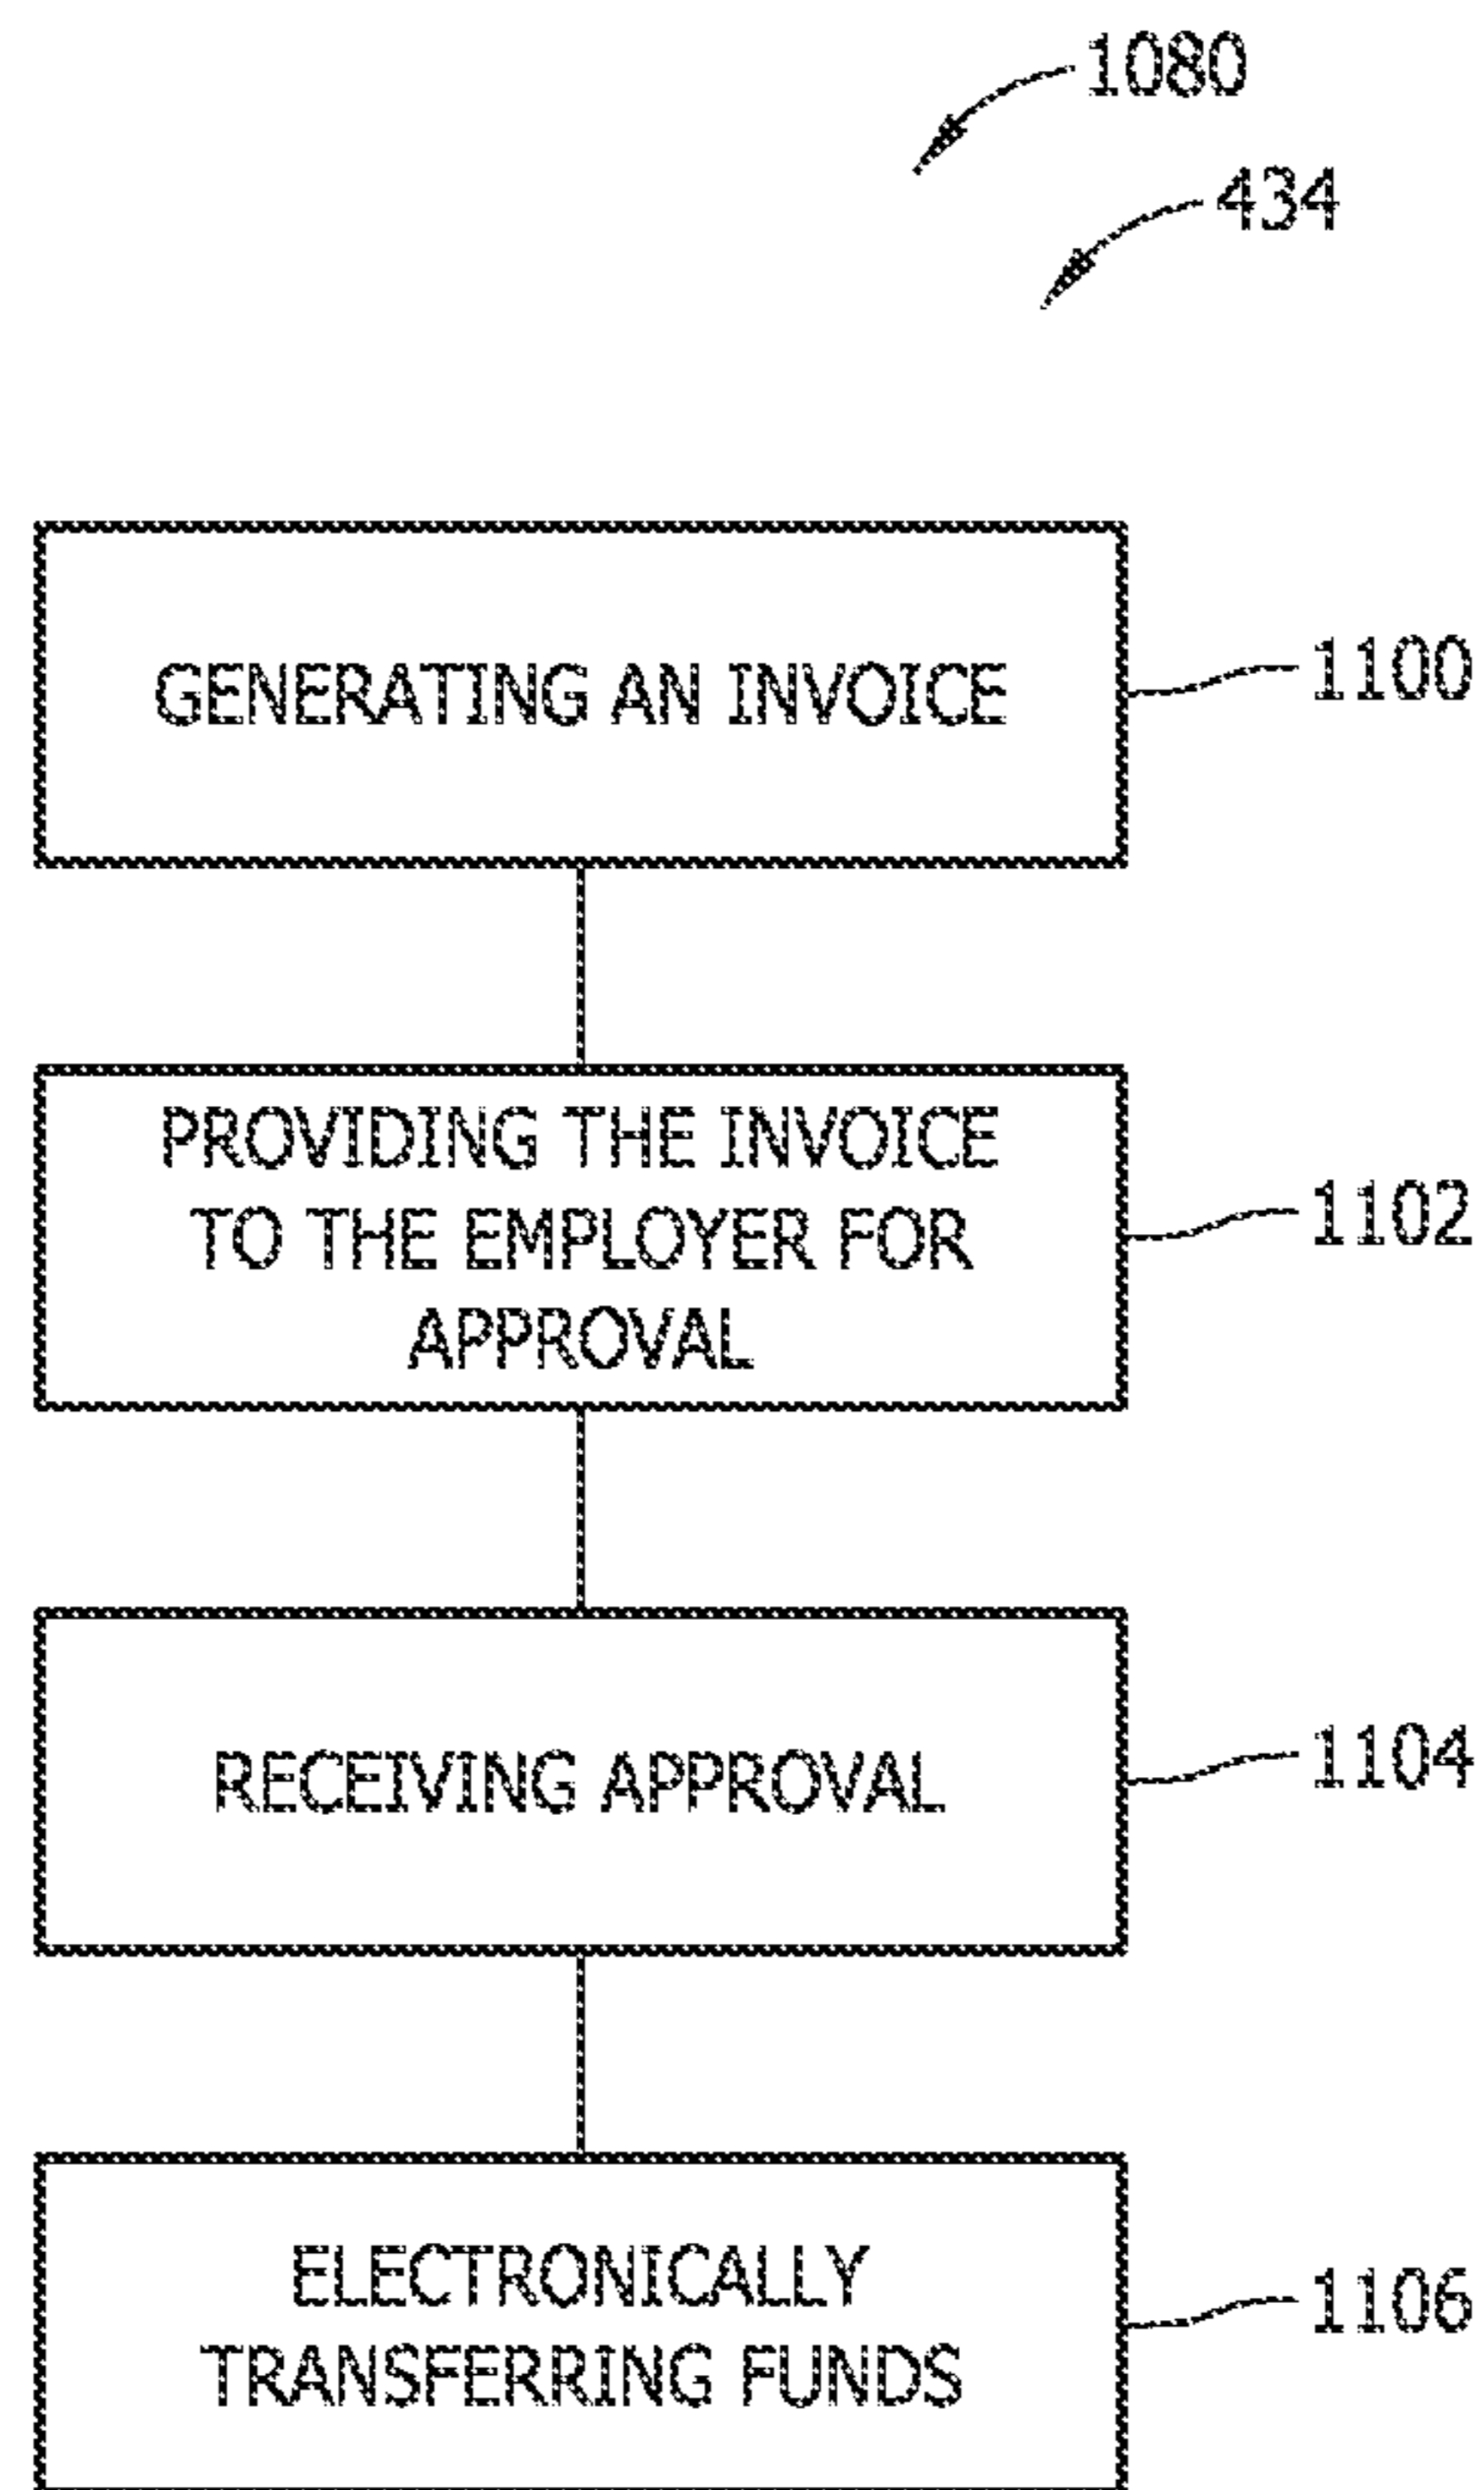 1080
434
GENERATING AN INVOICE
1100
PROVIDING THE INVOICE
TO THE EMPLOYER FOR
APPROVAL
1102
RECEIVING APPROVAL
1104
ELECTRONICALLY
TRANSFERRING FUNDS
1106